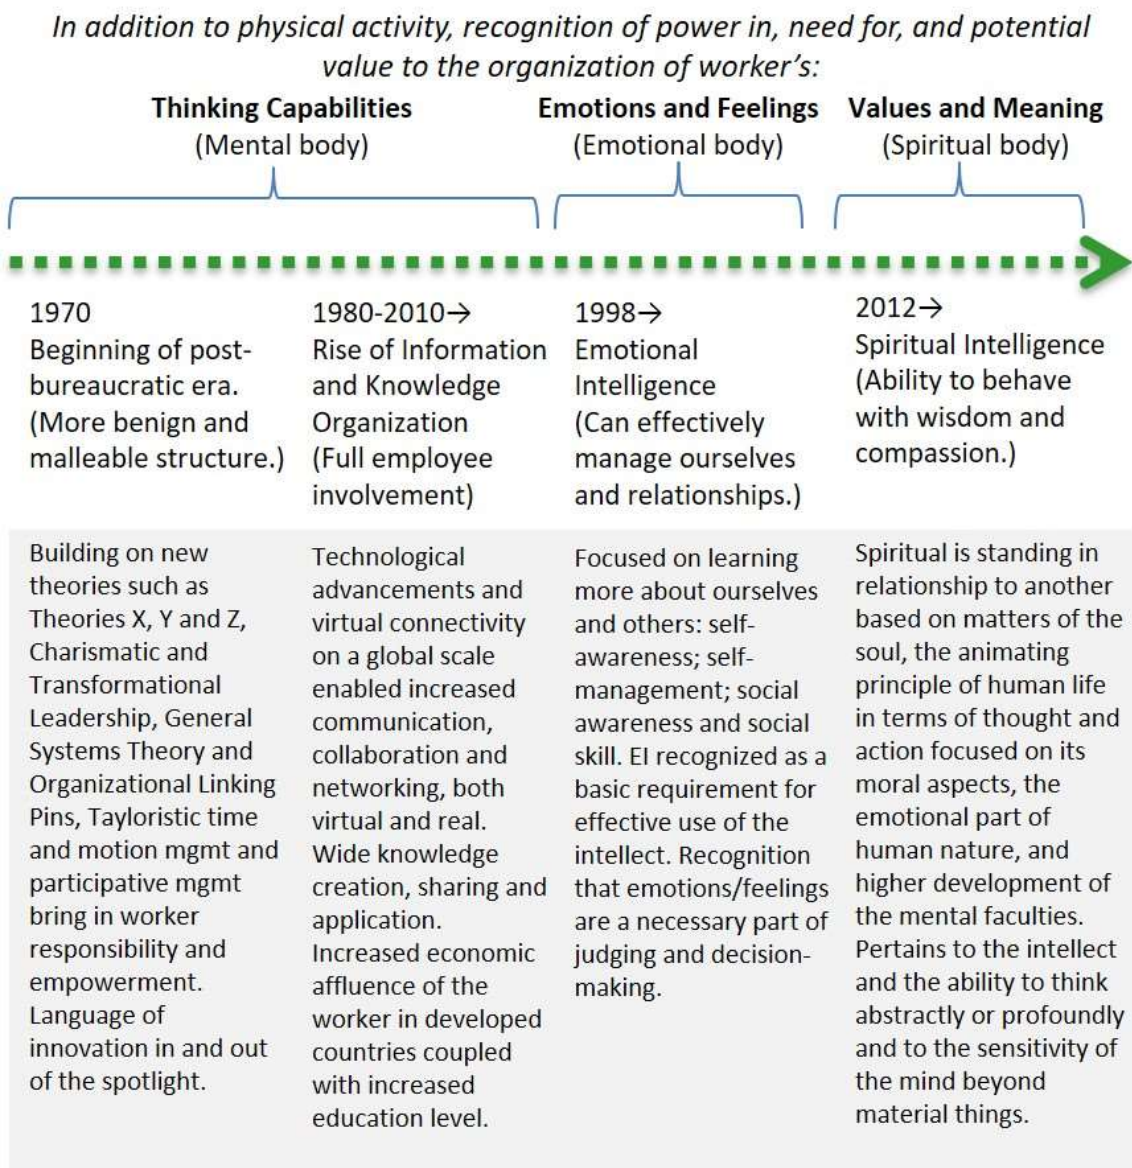 In addition to physical activity, recognition of power in, need for, and potential
value to the organization of worker's:
Thinking Capabilities
(Mental body)
Emotions and Feelings
(Emotional body)
Values and Meaning
(Spiritual body)
1970
Beginning of post-
bureaucratic era.
(More benign and
malleable structure.)
1980-2010→
Rise of Information
and Knowledge
Organization
(Full employee
involvement)
1998→
Emotional
Intelligence
(Can effectively
manage ourselves
and relationships.)
2012→
Spiritual Intelligence
(Ability to behave
with wisdom and
compassion.)
Building on new
theories such as
Theories X, Y and Z,
Charismatic and
Transformational
Leadership, General
Systems Theory and
Organizational Linking
Pins, Tayloristic time
and motion mgmt and
participative mgmt
bring in worker
responsibility and
empowerment.
Language of
innovation in and out
of the spotlight.
Technological
advancements and
virtual connectivity
on a global scale
enabled increased
communication,
collaboration and
networking, both
virtual and real.
Wide knowledge
creation, sharing and
application.
Increased economic
affluence of the
worker in developed
countries coupled
with increased
education level.
Focused on learning
more about ourselves
and others: self-
awareness; self-
management; social
awareness and social
skill. EI recognized as a
basic requirement for
effective use of the
intellect. Recognition
that emotions/feelings
are a necessary part of
judging and decision-
making.
Spiritual is standing in
relationship to another
based on matters of the
soul, the animating
principle of human life
in terms of thought and
action focused on its
moral aspects, the
emotional part of
human nature, and
higher development of
the mental faculties.
Pertains to the intellect
and the ability to think
abstractly or profoundly
and to the sensitivity of
the mind beyond
material things.